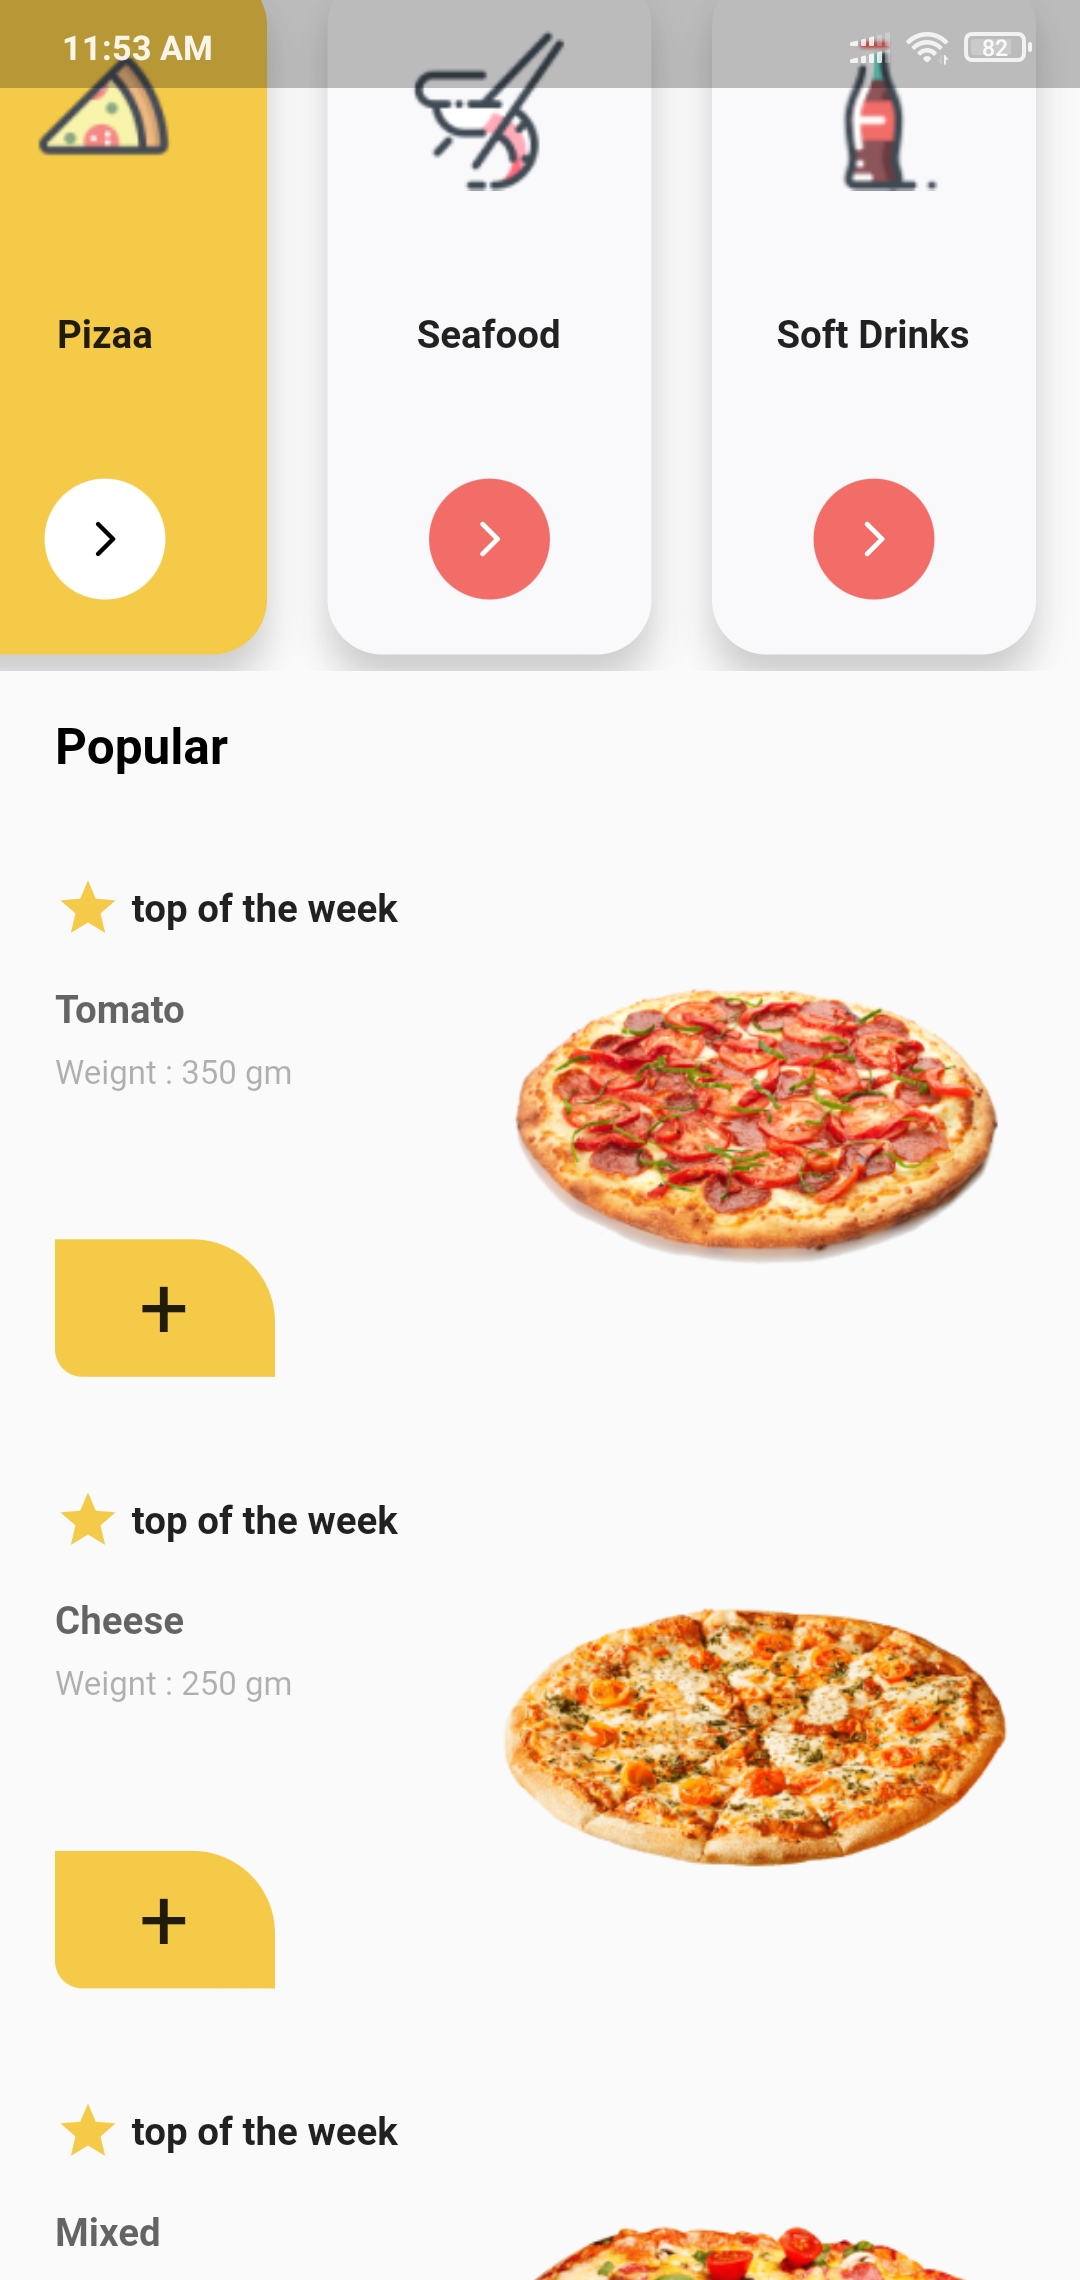 11:53 AM
82
Pizaa
Seafood
Soft Drinks
Popular
top of the week
Tomato
Weignt : 350 gm
+
top of the week
Cheese
Weignt : 250 gm
+
top of the week
Mixed